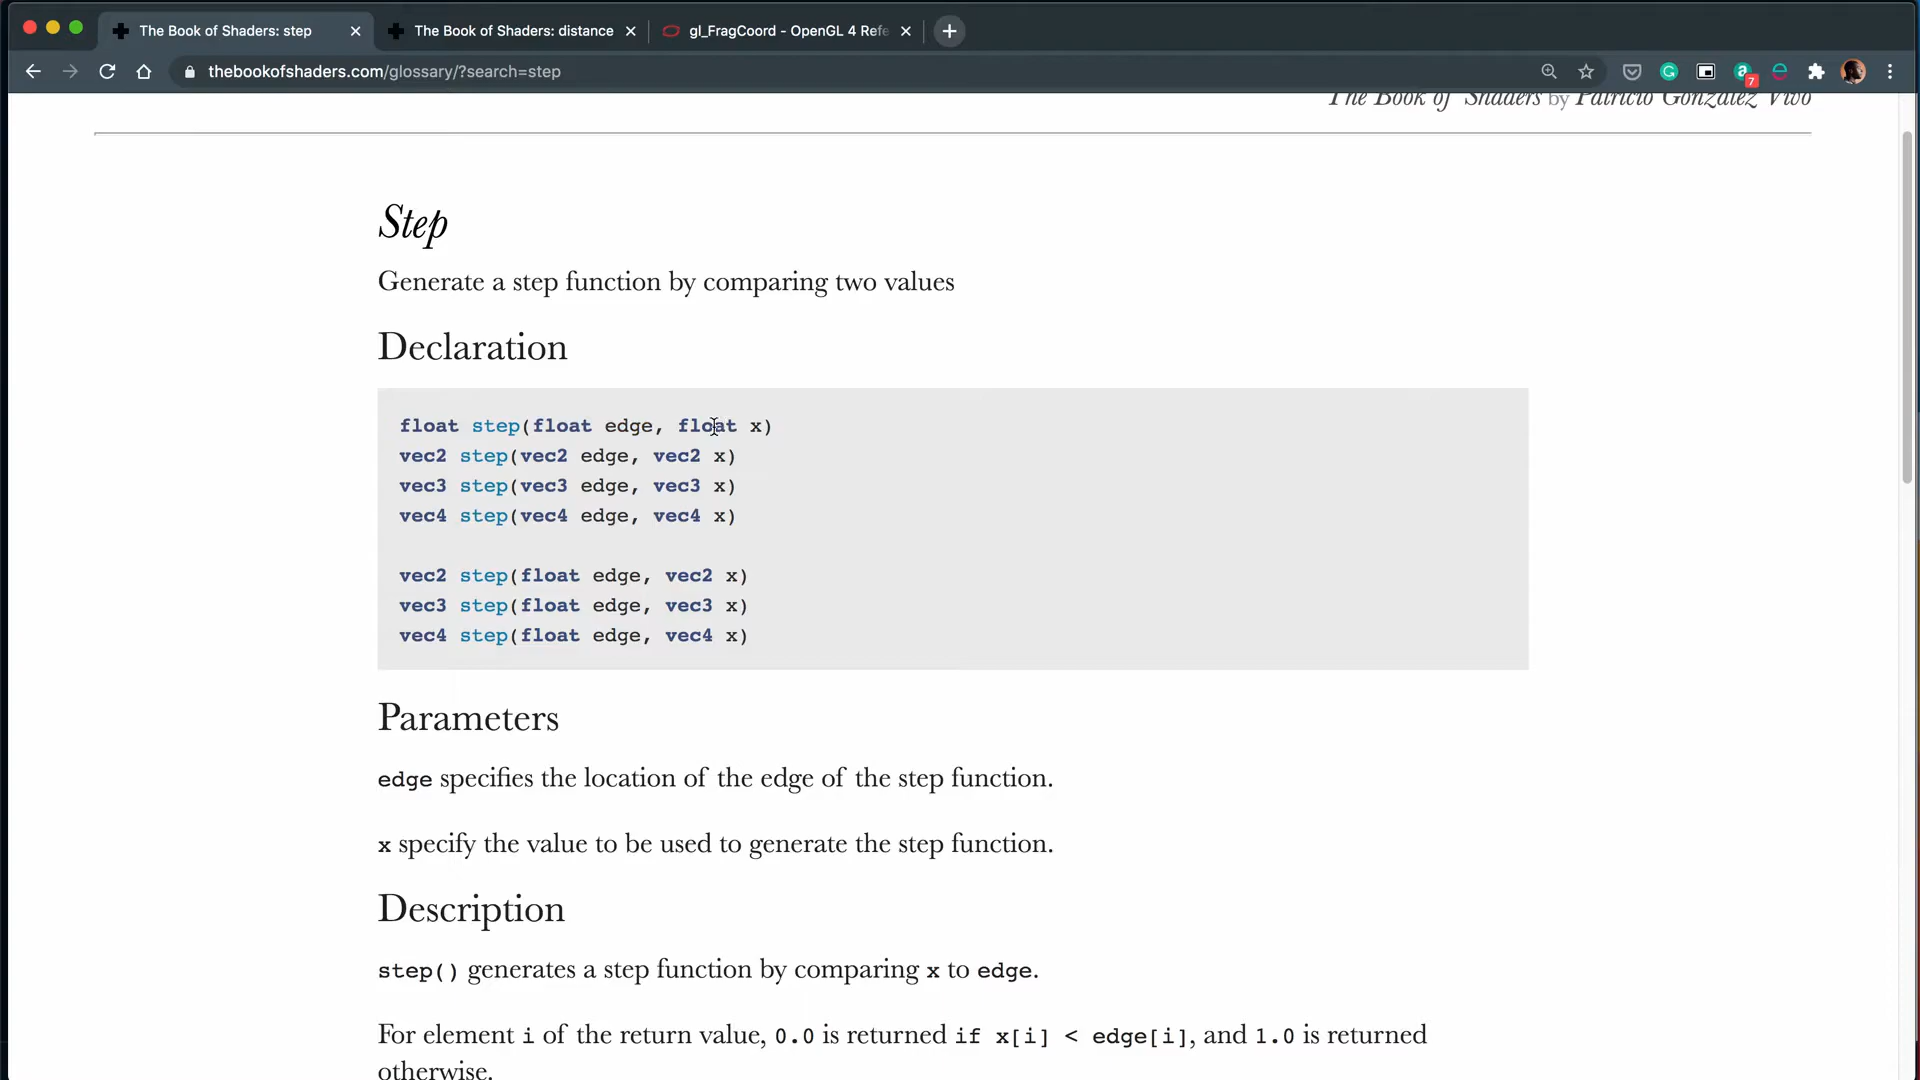 The Book of Shaders: step
The Book of Shaders: distance
gl_FragCoord - OpenGL 4 Refe
thebookofshaders.com/glossary/?search=step
7
The Book of Shaders by Patricio Gonzalez Vivo
Step
Generate a step function by comparing two values
Declaration
float step(float edge, float x)
vec2 step(vec2 edge, vec2 x)
vec3 step(vec3 edge, vec3 x)
vec4 step(vec4 edge, vec4 x)
vec2 step(float edge, vec2 x)
vec3 step(float edge, vec3 x)
vec4 step(float edge, vec4 x)
Parameters
edge specifies the location of the edge of the step function.
x specify the value to be used to generate the step function.
Description
step() generates a step function by comparing x to edge.
For element i of the return value, 0.0 is returned if x[i] < edge[i], and 1.0 is returned
otherwise.